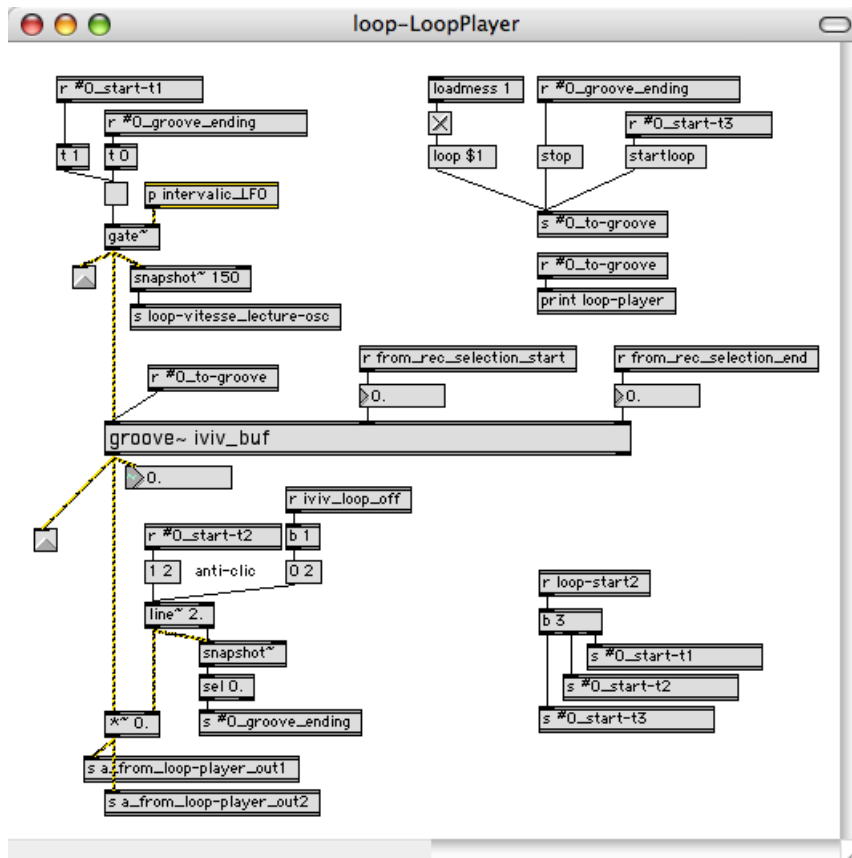 loop-LoopPlayer
r #0_start-t1
loadmess 1
r #0_groove_ending
r #0_groove_ending
r #0_start-t3
t 1
t 0
loop $1
stop
startloop
p intervalic_LFO
s #0_to-groove
gate~
r #0_to-groove
snapshot~ 150
print loop-player
s loop-vitesse_lecture-osc
r from_rec_selection_start
r from_rec_selection_end
r #0_to-groove
0.
0.
groove~ iviv_buf
0.
r iviv_loop_off
r #0_start-t2
b 1
1 2
anti-clic
0 2
r loop-start2
line~ 2.
b 3
snapshot~
s #0_start-t1
sel 0.
s #0_start-t2
*~ 0.
s #0_groove_ending
s #0_start-t3
s a_from_loop-player_out1
s a_from_loop-player_out2